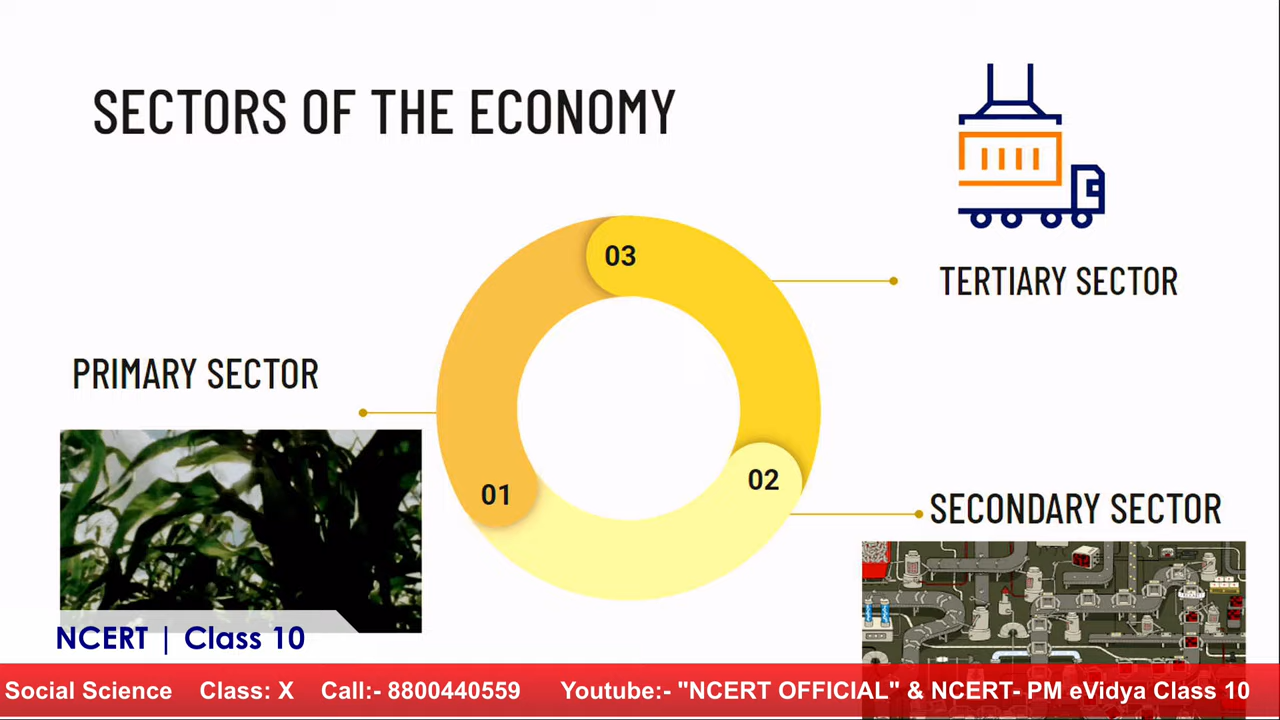 SECTORS OF THE ECONOMY
03
TERTIARY SECTOR
PRIMARY SECTOR
01
02
SECONDARY SECTOR
NCERT | Class 10
Social Science Class: X Call:- 8800440559 Youtube:- "NCERT OFFICIAL" & NCERT- PM eVidya Class 10